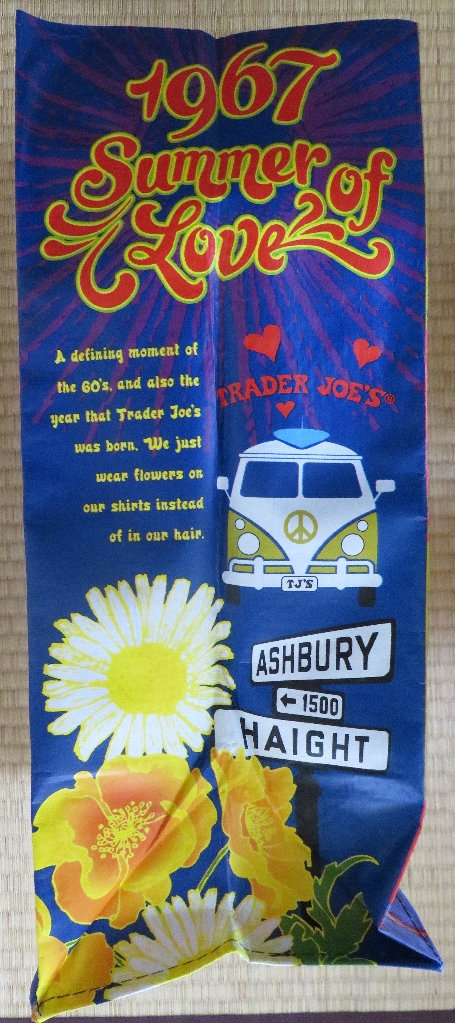 1967
Summer of
Love
A defining moment of
the 60's, and also the
year that Trader Joe's
was born. We just
wear flowers on
our shirts instead
of in our hair.
TRADER JOE'S®
TJ'S
ASHBURY
← 1500
HAIGHT